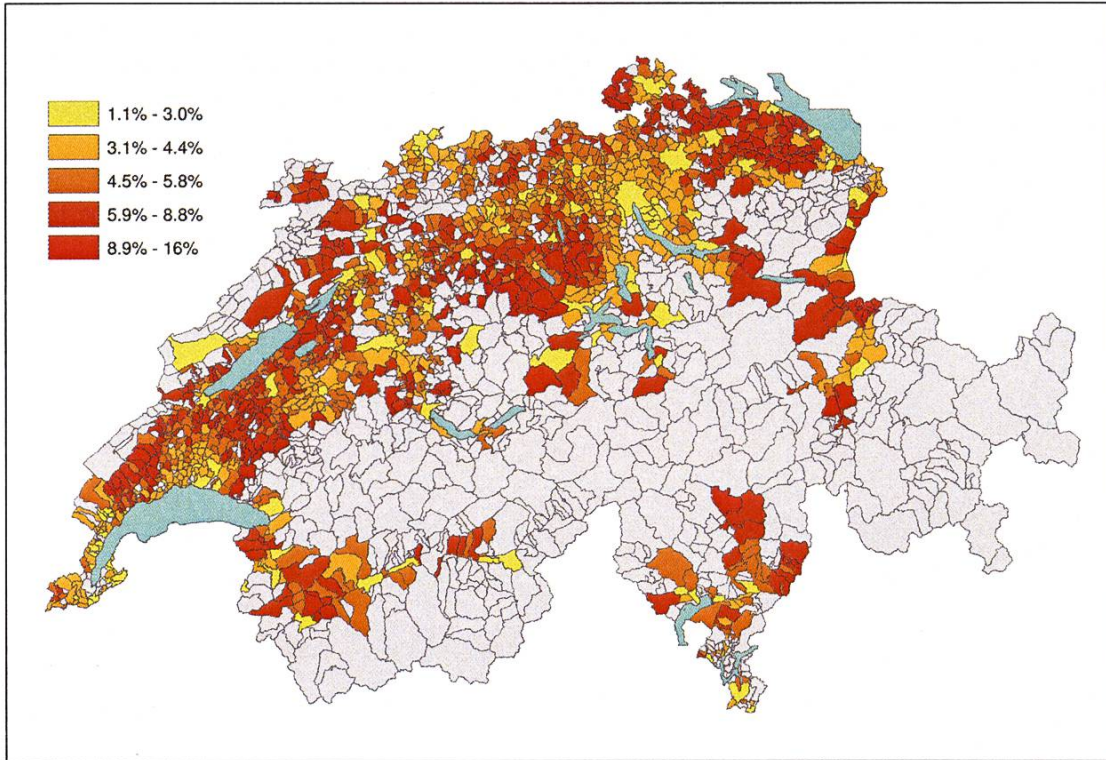 1.1% - 3.0%
3.1% - 4.4%
4.5% - 5.8%
5.9% - 8.8%
8.9% - 16%